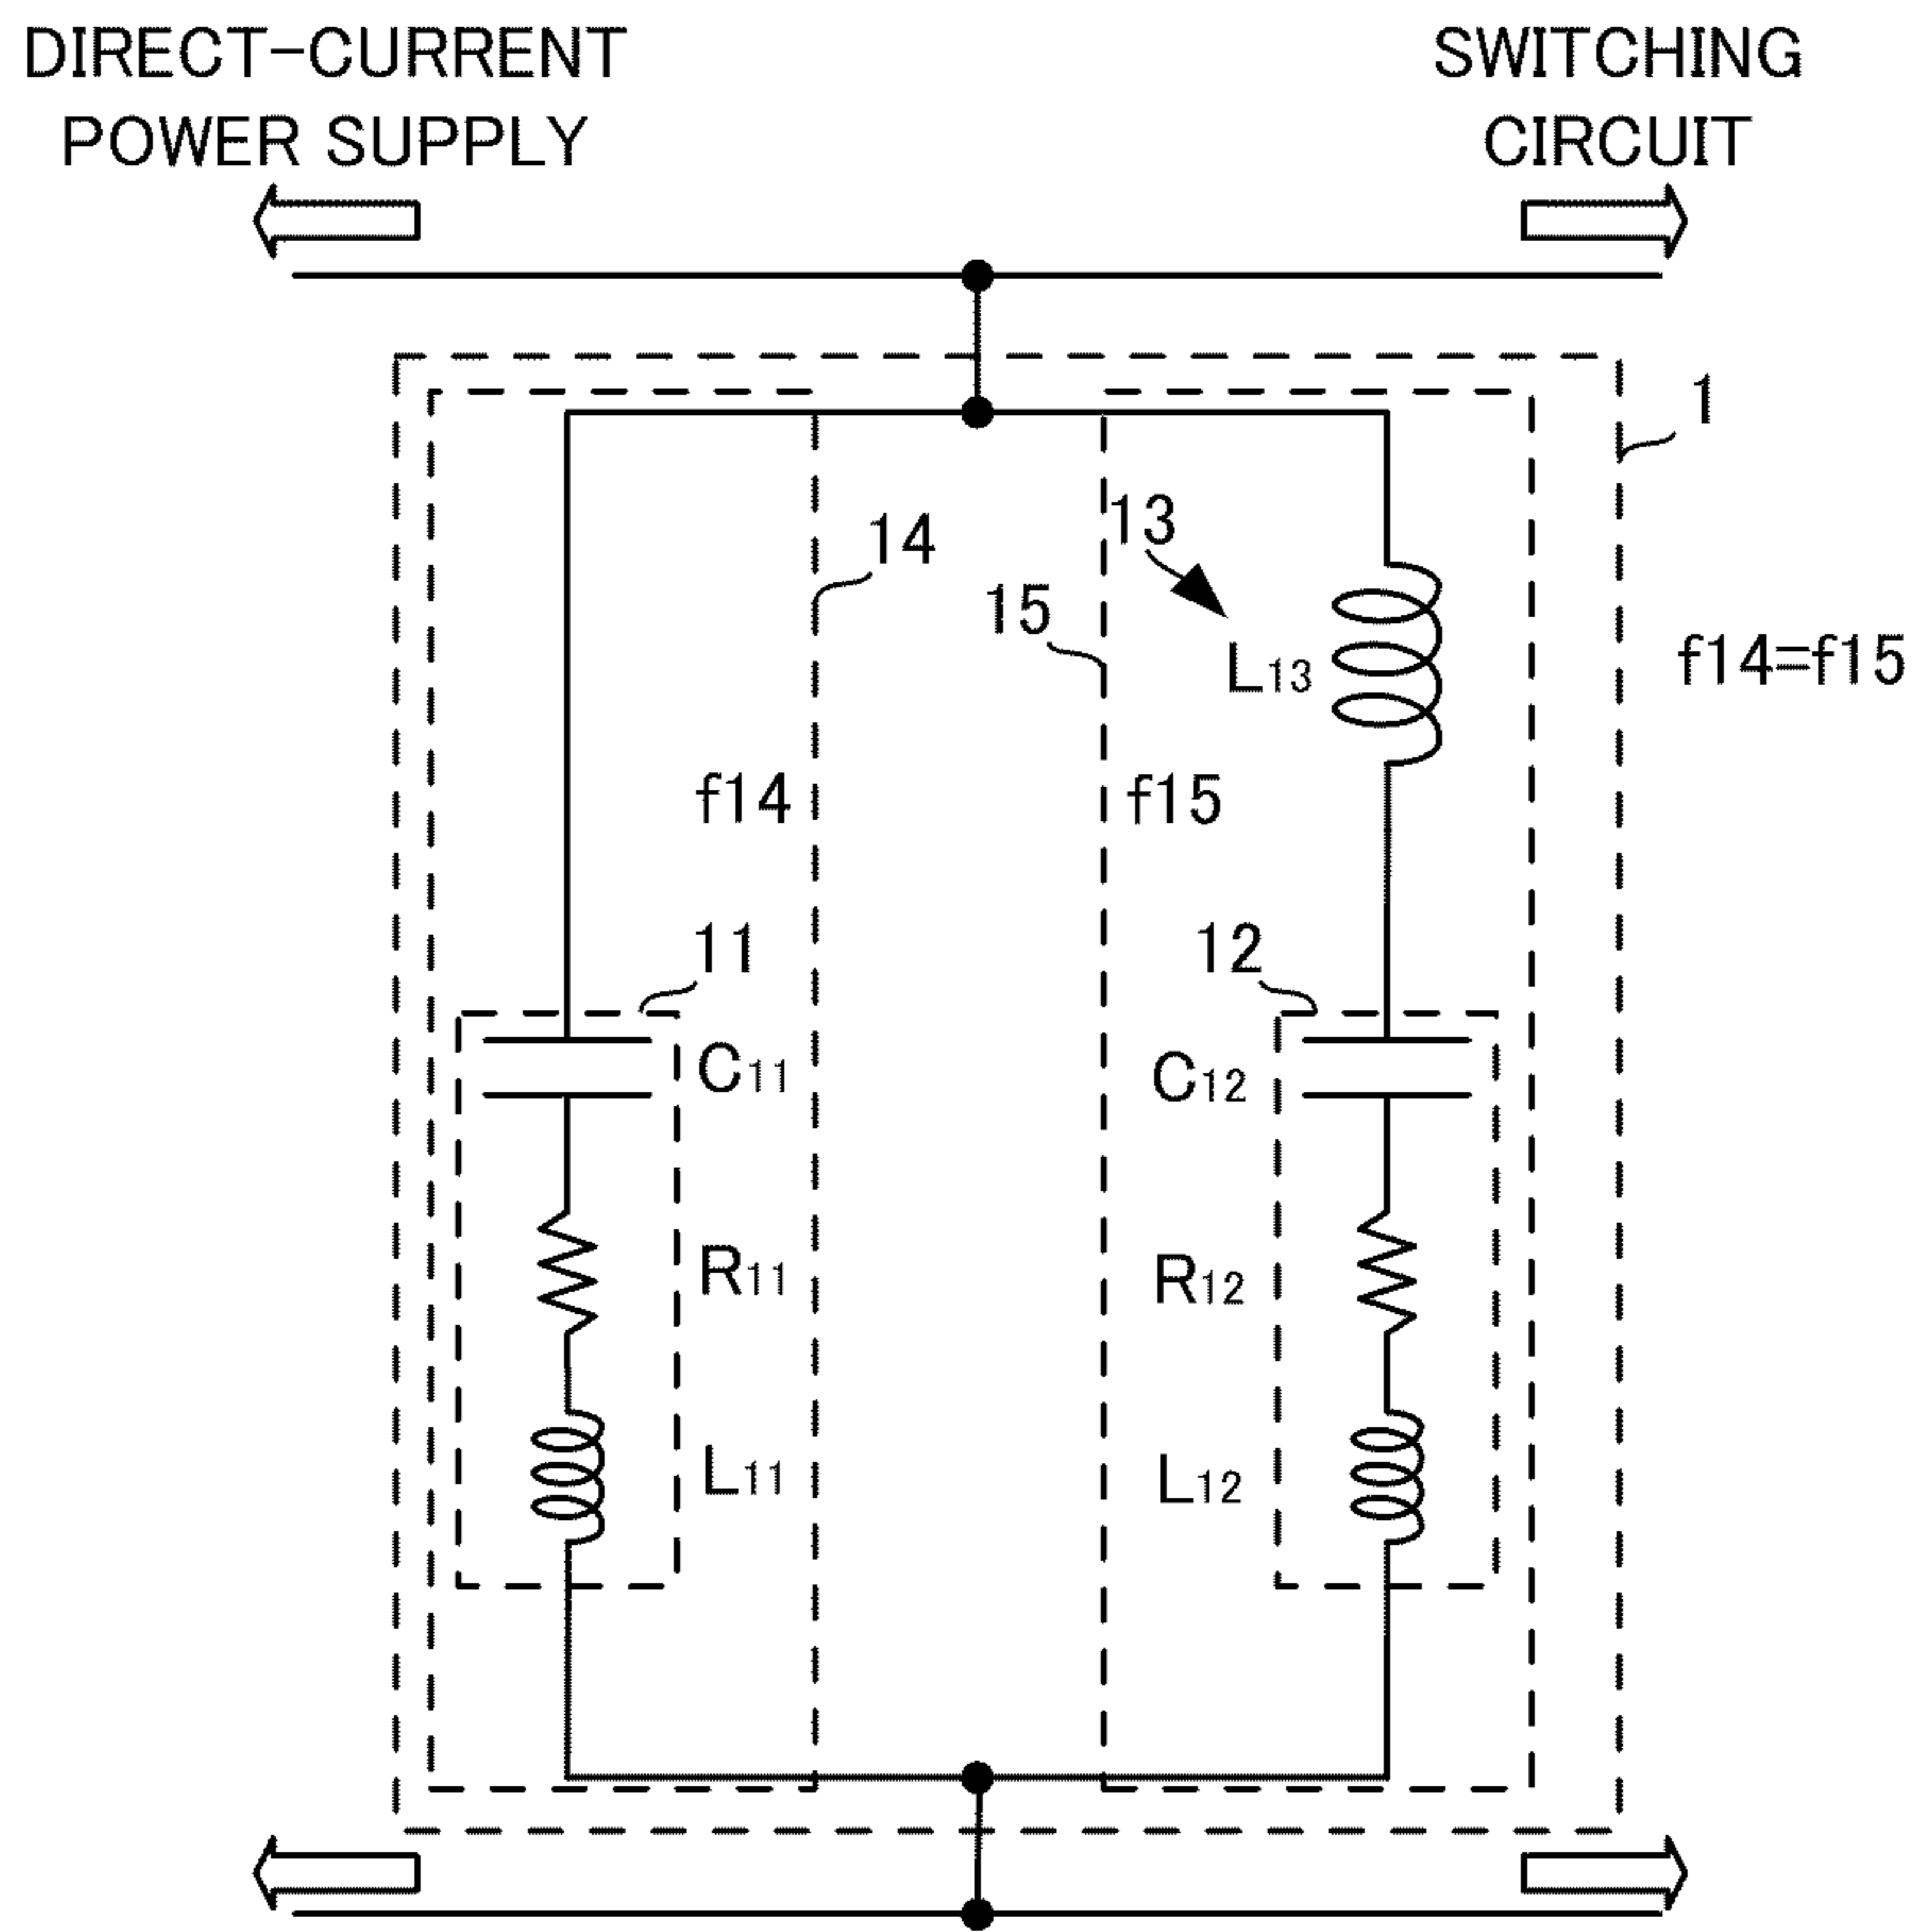 DIRECT-CURRENT
POWER SUPPLY
SWITCHING
CIRCUIT
1
13
14
15
L13
f14=f15
f14
f15
11
12
C11
C12
R11
R12
L11
L12